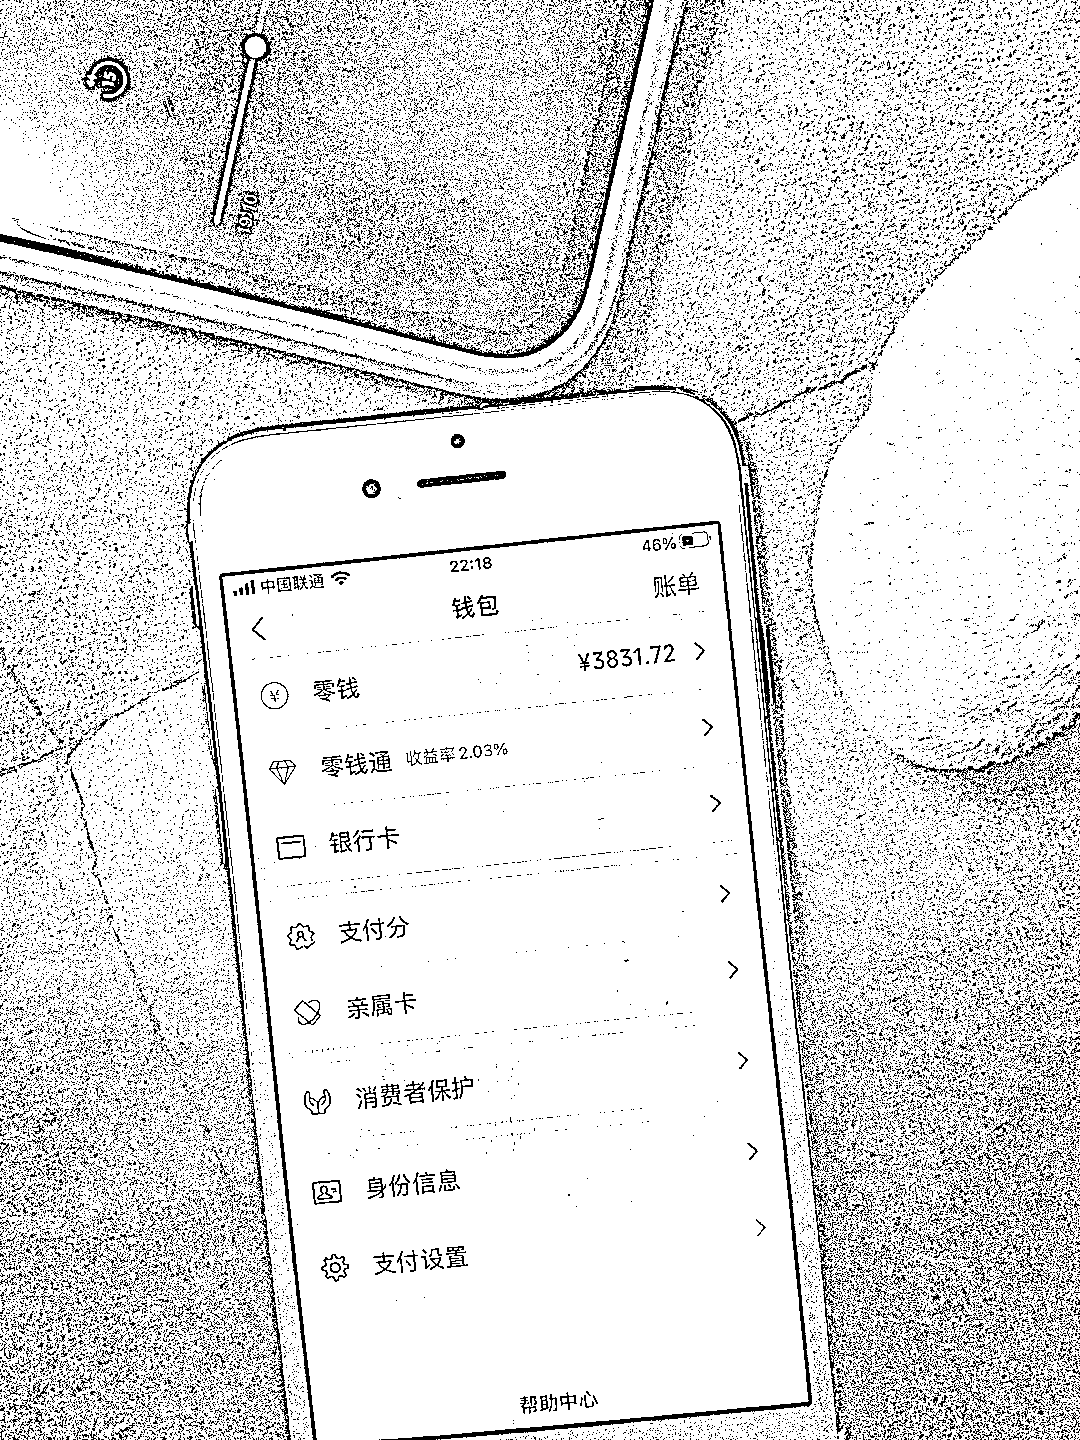 中国联通 22:18 46%
钱包 账单
零钱 ¥3831.72
零钱通 收益率2.03%
银行卡
支付分
亲属卡
消费者保护
身份信息
支付设置
帮助中心